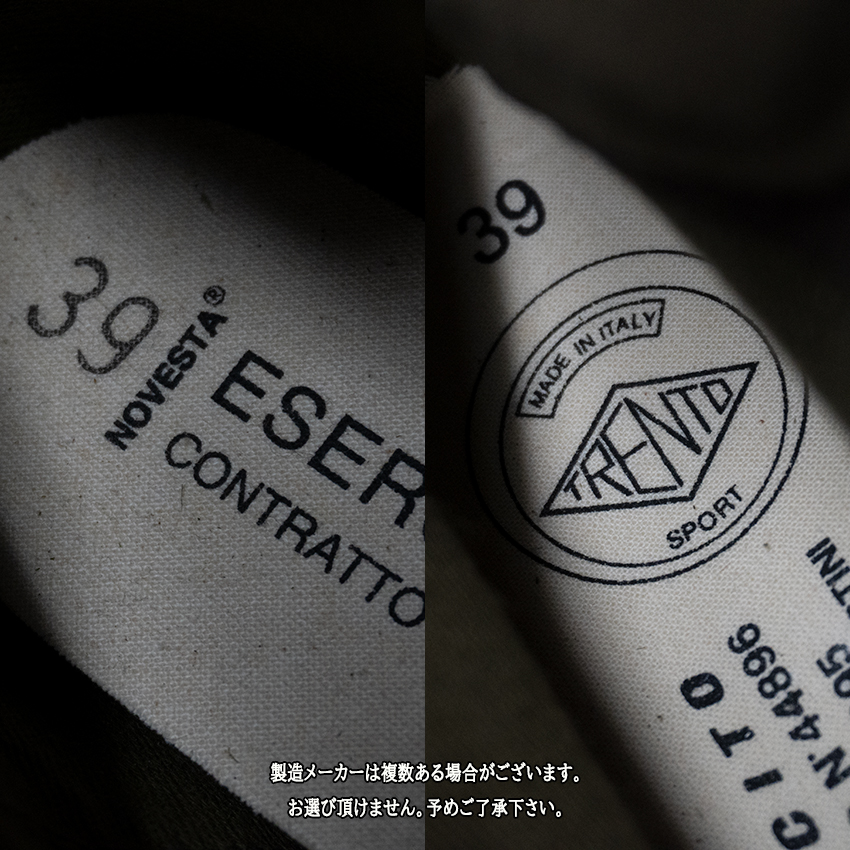 39
NOVESTA®
ESER
CONTRATTO
39
MADE IN ITALY
TRENTO
SPORT
TINI
95
N° 44896
CITO
製造メーカーは複数ある場合がございます。
お選び頂けません。予めご了承下さい。